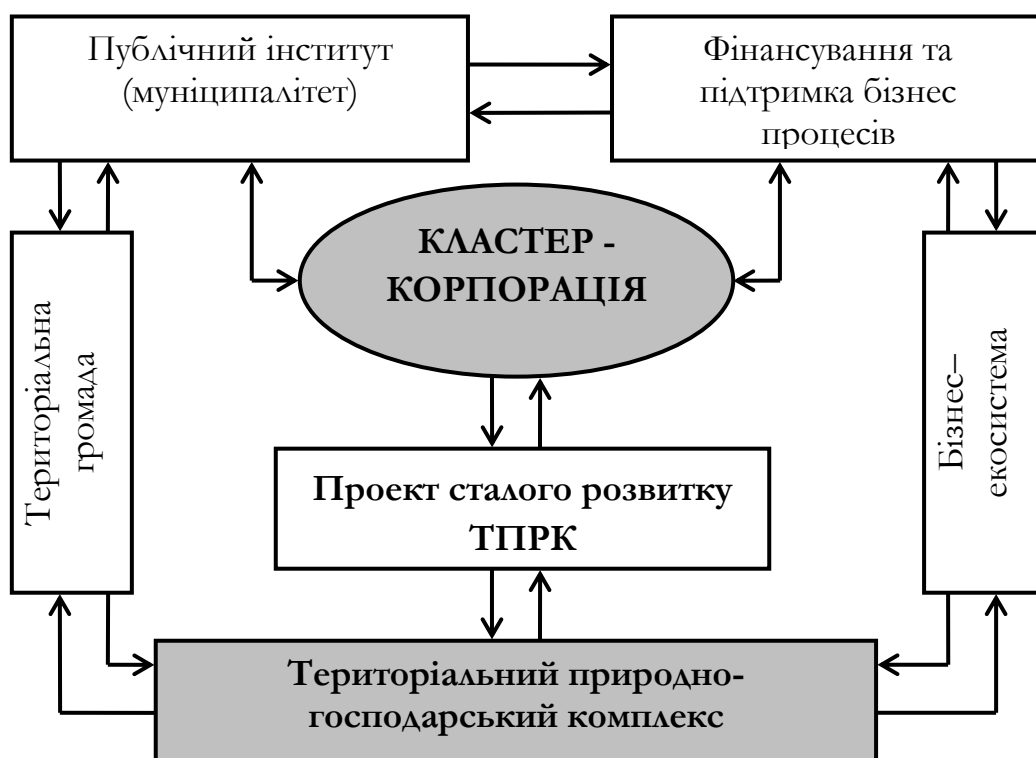 Публічний інститут
(муніципалітет)
Фінансування та
підтримка бізнес
процесів
КЛАСТЕР -
КОРПОРАЦІЯ
Територіальна
громада
Бізнес–
екосистема
Проект сталого розвитку
ТПРК
Територіальний природно-
господарський комплекс